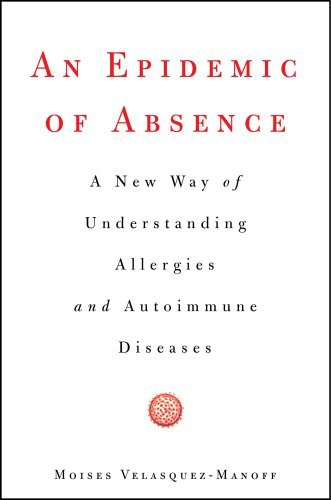 An Epidemic
of Absence
A New Way of
Understanding
Allergies
and Autoimmune
Diseases
Moises Velasquez-Manoff